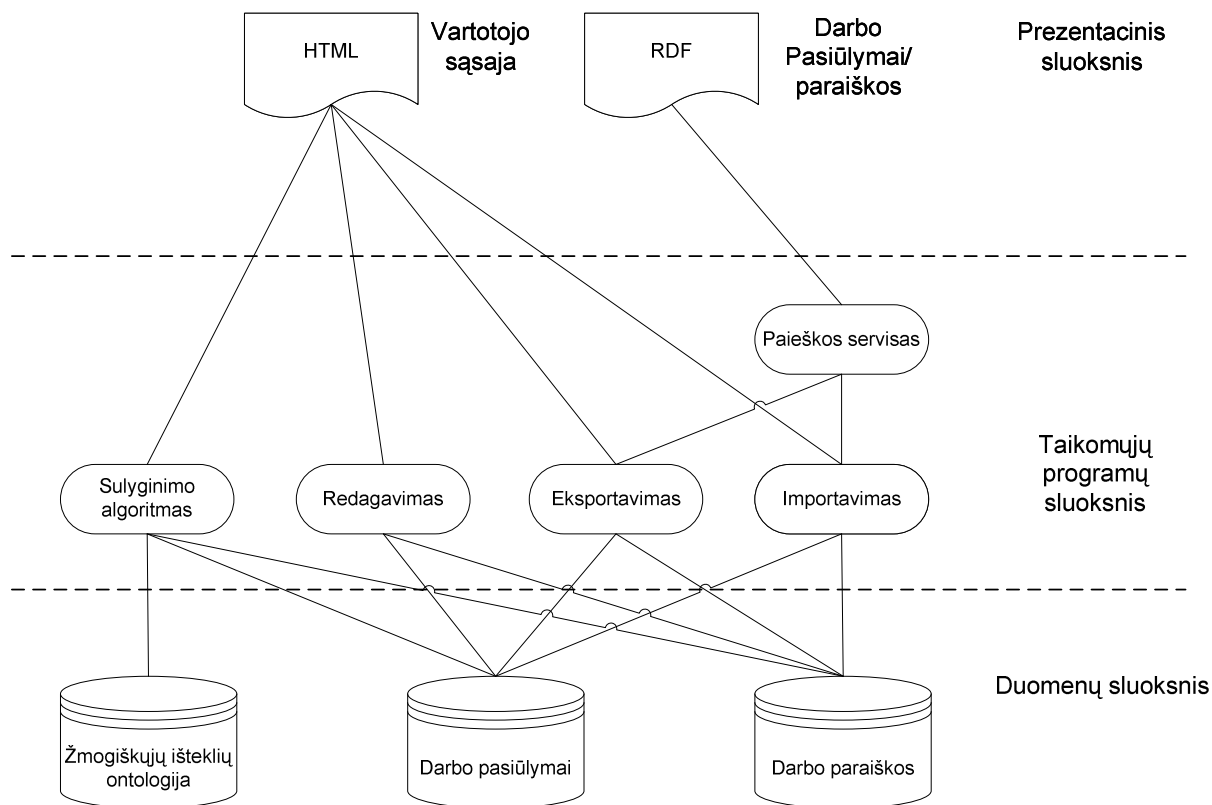 HTML
Vartotojo
sąsaja
RDF
Darbo
Pasiūlymai/
paraiškos
Prezentacinis
sluoksnis
Paieškos servisas
Sulyginimo
algoritmas
Redagavimas
Eksportavimas
Importavimas
Taikomųjų
programų
sluoksnis
Žmogiškųjų išteklių
ontologija
Darbo pasiūlymai
Darbo paraiškos
Duomenų sluoksnis